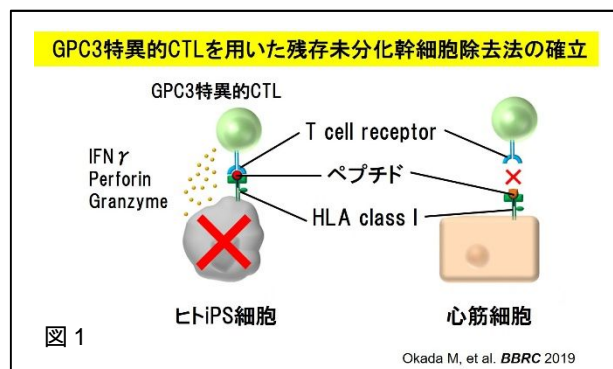 GPC3特異的CTLを用いた残存未分化幹細胞除去法の確立
GPC3特異的CTL
T cell receptor
IFNγ
Perforin
Granzyme
ペプチド
HLA class I
ヒトiPS細胞
心筋細胞
図1
Okada M, et al. BBRC 2019